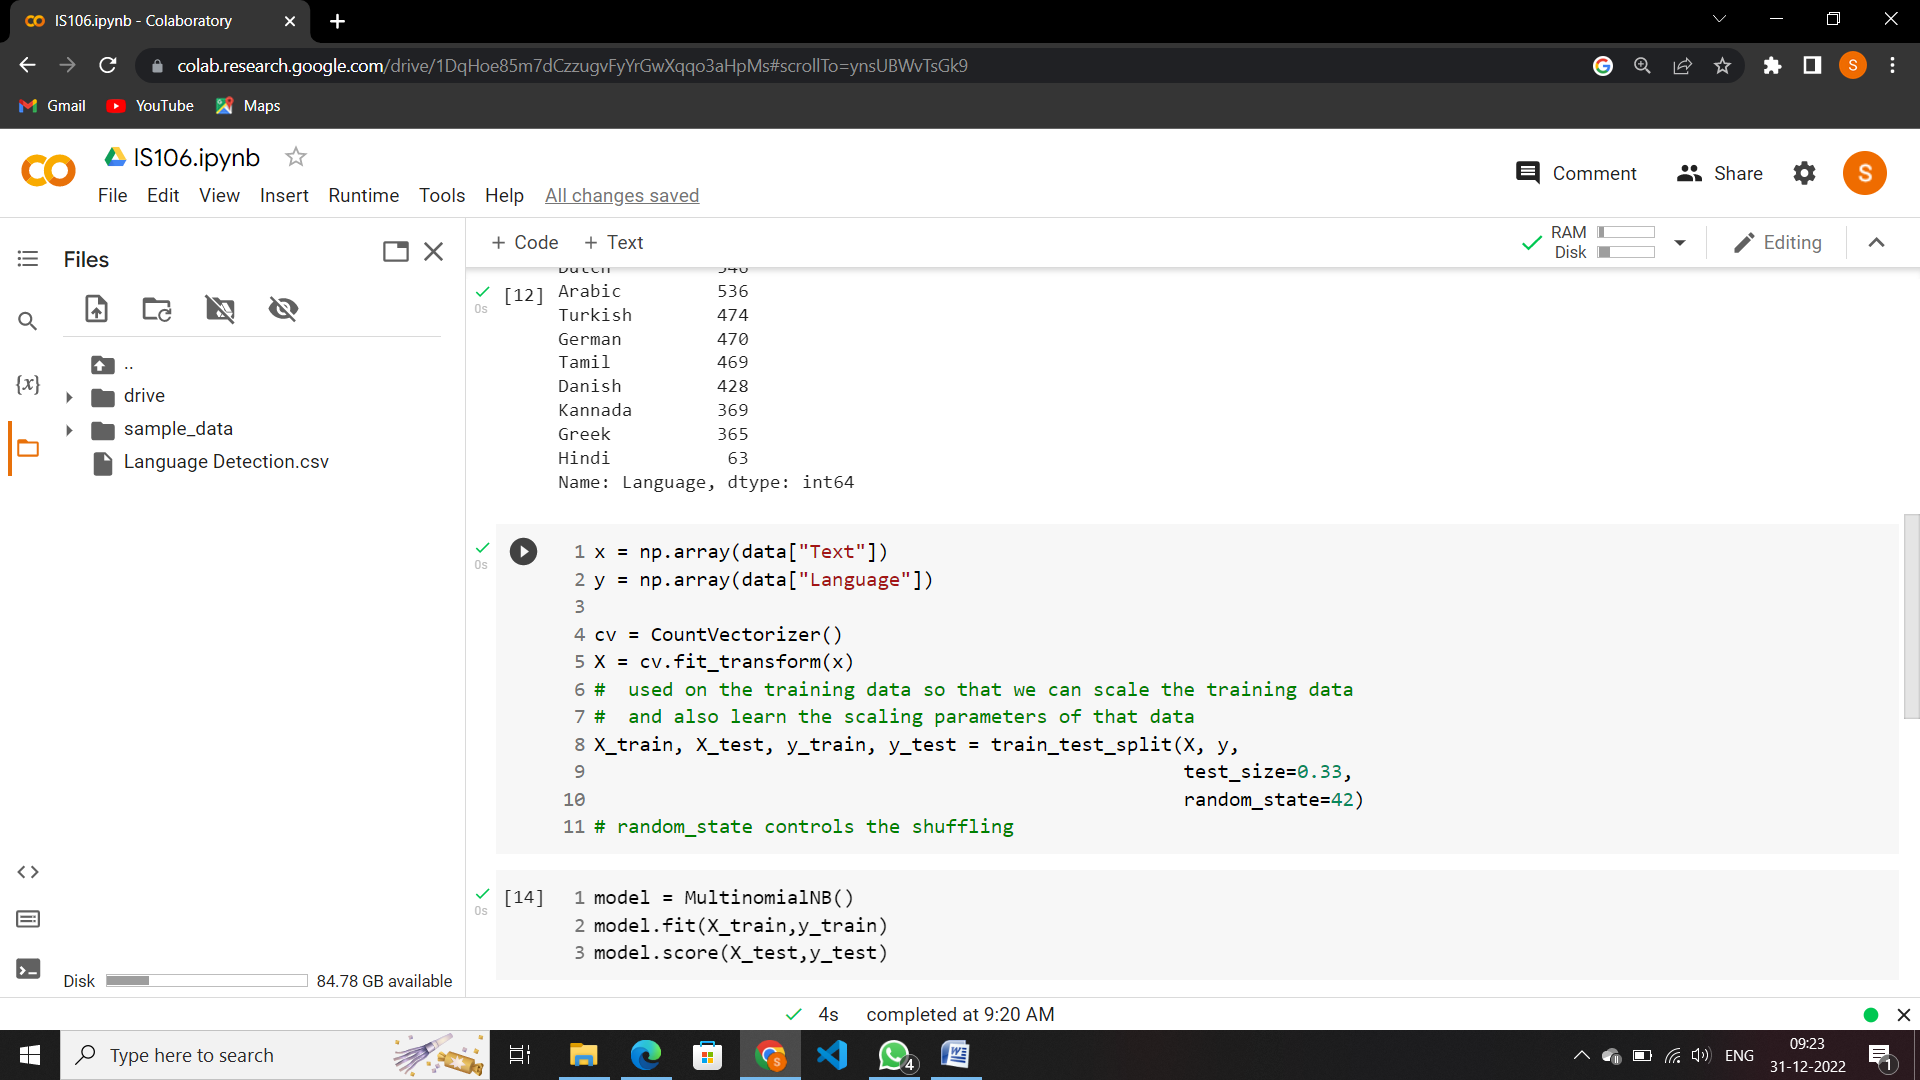 IS106.ipynb - Colaboratory
colab.research.google.com/drive/1DqHoe85m7dCzzugvFyYrGwXqqo3aHpMs#scrollTo=ynsUBWvTsGk9
S
Gmail YouTube Maps
IS106.ipynb
File Edit View Insert Runtime Tools Help All changes saved
Comment Share S
Files
+ Code + Text
RAM
Disk
Editing
..
drive
sample_data
Language Detection.csv
{x}
Disk 84.78 GB available
Dutch 546
[12] Arabic 536
0s
Turkish 474
German 470
Tamil 469
Danish 428
Kannada 369
Greek 365
Hindi 63
Name: Language, dtype: int64
0s
1 x = np.array(data["Text"])
2 y = np.array(data["Language"])
3
4 cv = CountVectorizer()
5 X = cv.fit_transform(x)
6 #  used on the training data so that we can scale the training data
7 #  and also learn the scaling parameters of that data
8 X_train, X_test, y_train, y_test = train_test_split(X, y,
9 test_size=0.33,
10 random_state=42)
11 # random_state controls the shuffling
[14]
0s
1 model = MultinomialNB()
2 model.fit(X_train,y_train)
3 model.score(X_test,y_test)
4s completed at 9:20 AM
Type here to search
4
ENG
09:23
31-12-2022
1